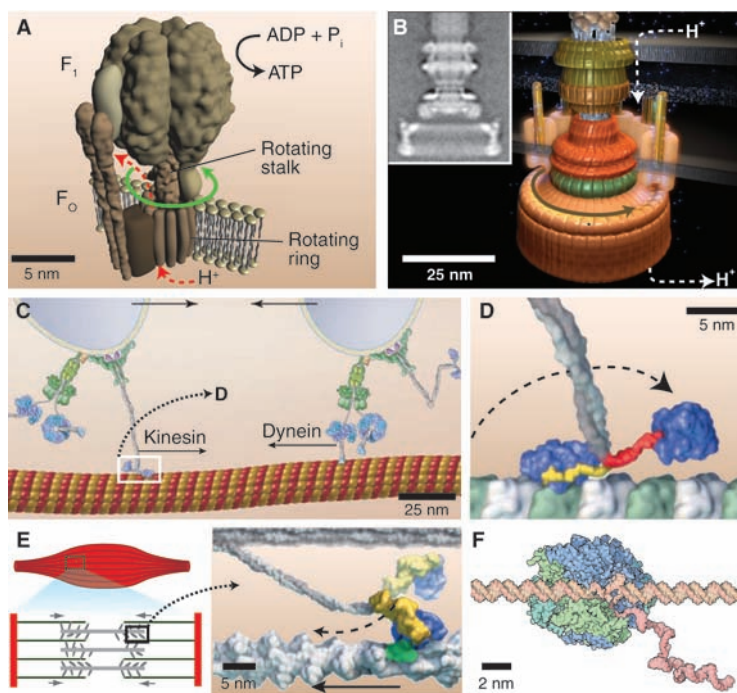 A
ADP + Pi
ATP
F1
Rotating
stalk
FO
Rotating
ring
5 nm
H+
B
H+
25 nm
H+
C
D
Kinesin
Dynein
25 nm
D
5 nm
E
5 nm
F
2 nm